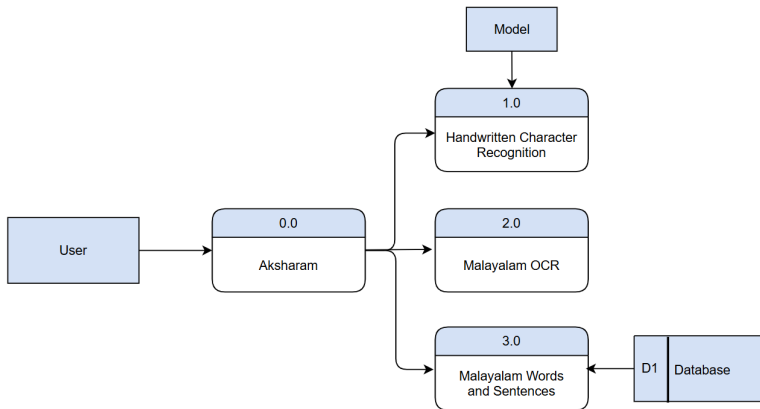 Model
1.0
Handwritten Character
Recognition
User
0.0
Aksharam
2.0
Malayalam OCR
3.0
Malayalam Words
and Sentences
D1
Database